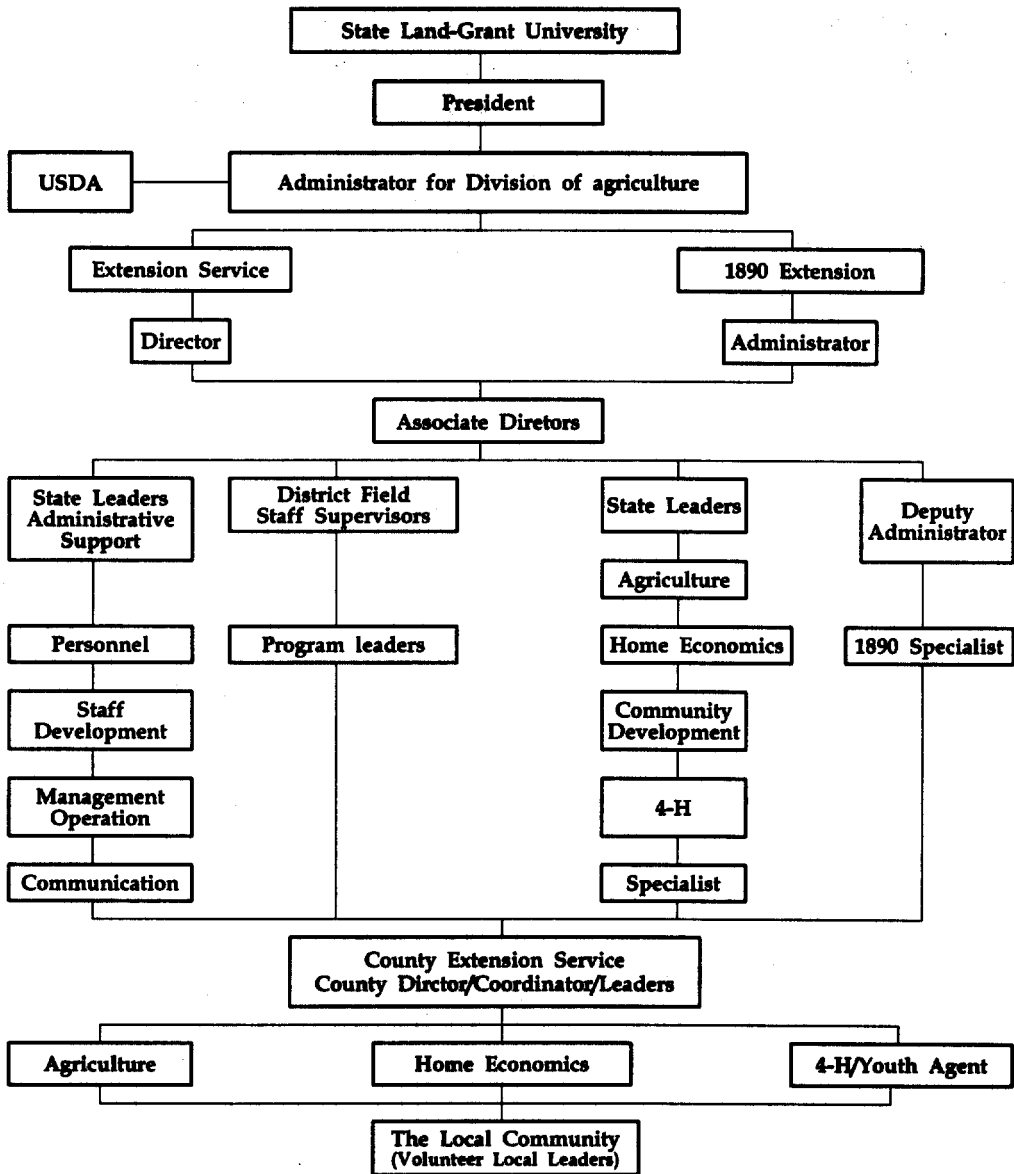 State Land-Grant University
President
USDA
Administrator for Division of agriculture
Extension Service
1890 Extension
Director
Administrator
Associate Diretors
State Leaders
Administrative
Support
District Field
Staff Supervisors
State Leaders
Deputy
Administrator
Agriculture
Personnel
Program leaders
Home Economics
1890 Specialist
Staff
Development
Community
Development
Management
Operation
4-H
Communication
Specialist
County Extension Service
County Dirctor/Coordinator/Leaders
Agriculture
Home Economics
4-H/Youth Agent
The Local Community
(Volunteer Local Leaders)